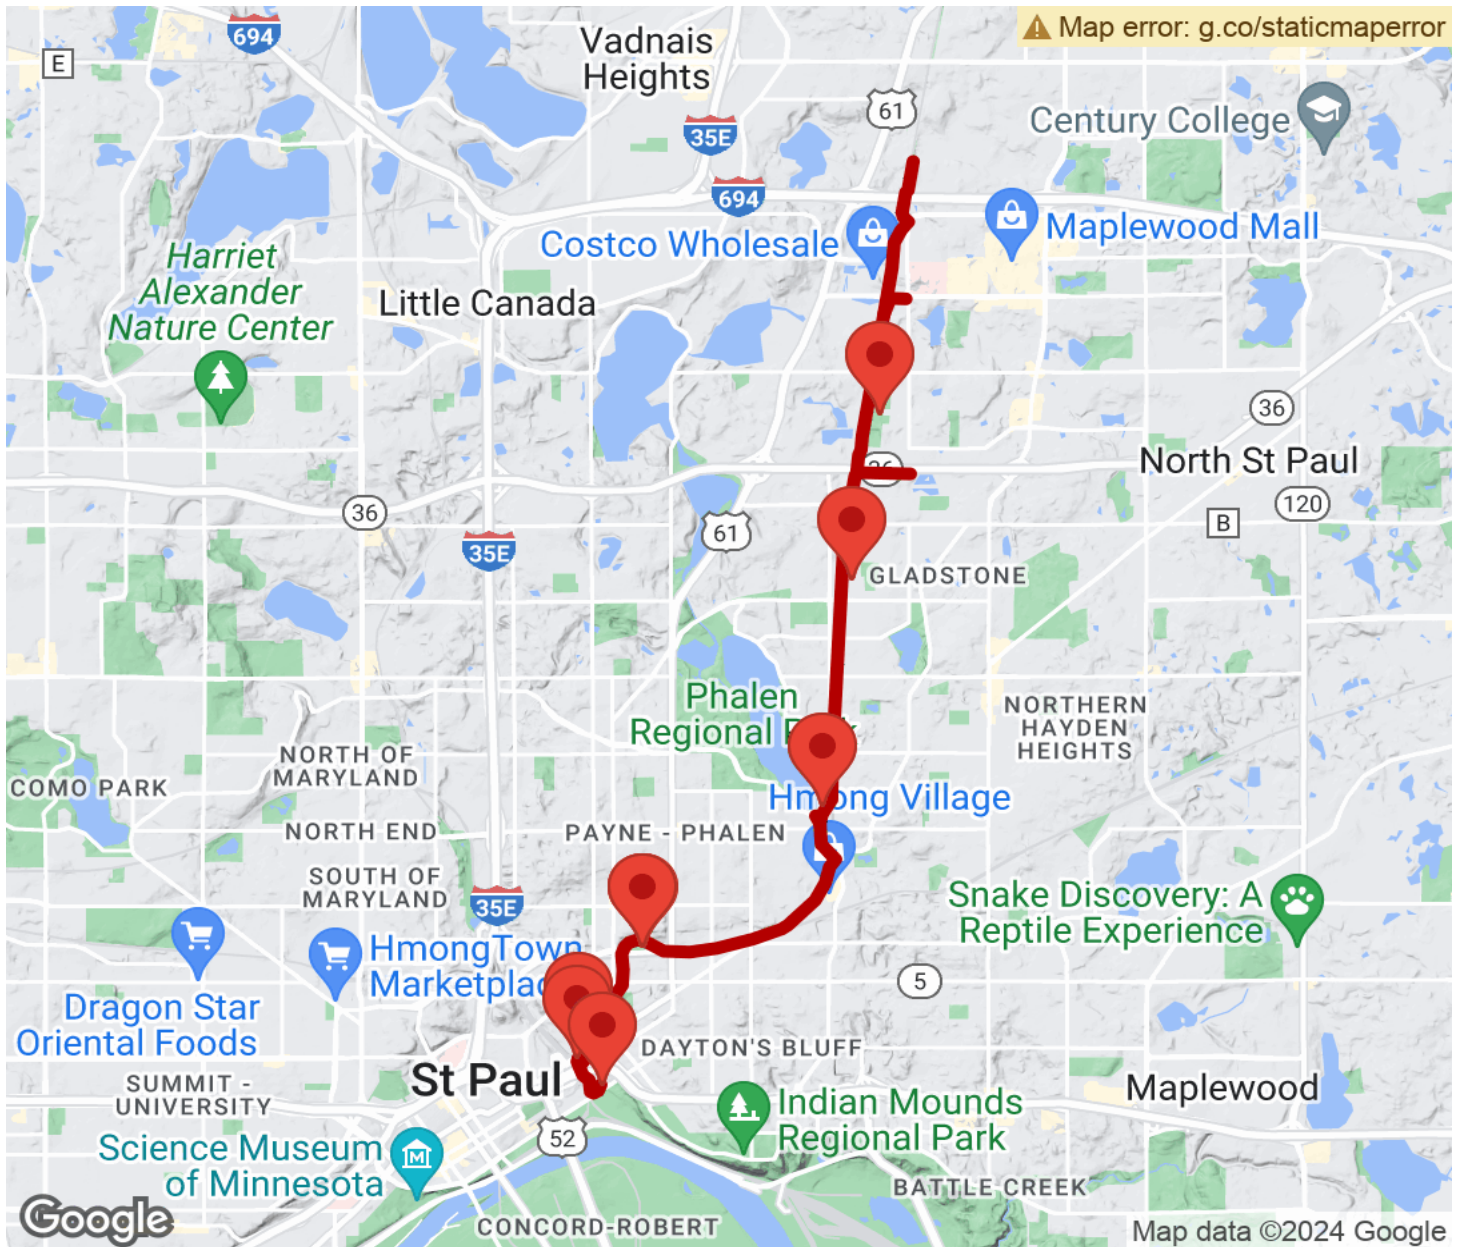 Map error: g.co/staticmaperror
694
E
Vadnais
Heights
61
35E
Century College
694
Costco Wholesale
Maplewood Mall
Harriet
Alexander
Nature Center
Little Canada
36
North St Paul
36
120
61
B
35E
GLADSTONE
Phalen
Regional
NORTHERN
HAYDEN
HEIGHTS
NORTH OF
MARYLAND
COMO PARK
Hmong Village
NORTH END
PAYNE - PHALEN
SOUTH OF
MARYLAND
35E
Snake Discovery: A
Reptile Experience
HmongTown
5
Dragon Star
Oriental Foods
DAYTON'S BLUFF
St Paul
SUMMIT -
UNIVERSITY
Maplewood
Indian Mounds
Regional Park
52
Science Museum
of Minnesota
BATTLE CREEK
Google
CONCORD-ROBERT
Map data ©2024 Google